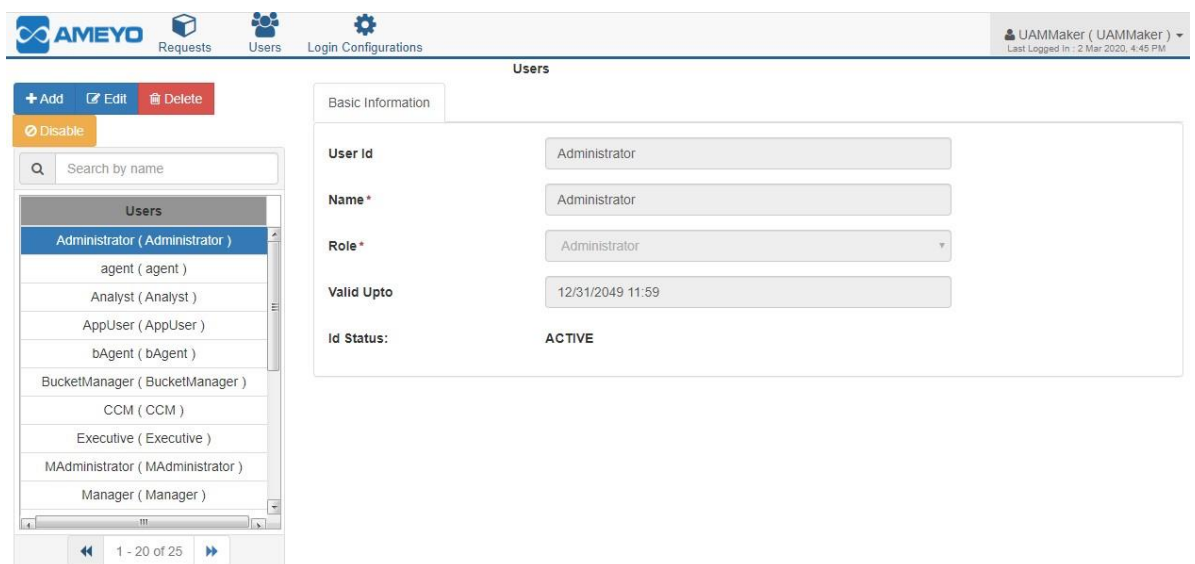 AMEYO
Requests
Users
Login Configurations
UAMMaker ( UAMMaker )
Last Logged In : 2 Mar 2020, 4:45 PM
Users
Add
Edit
Delete
Disable
Search by name
Users
Administrator ( Administrator )
agent ( agent )
Analyst ( Analyst )
AppUser ( AppUser )
bAgent ( bAgent )
BucketManager ( BucketManager )
CCM ( CCM )
Executive ( Executive )
MAdministrator ( MAdministrator )
Manager ( Manager )
1 - 20 of 25
Basic Information
User Id
Administrator
Name*
Administrator
Role*
Administrator
Valid Upto
12/31/2049 11:59
Id Status:
ACTIVE